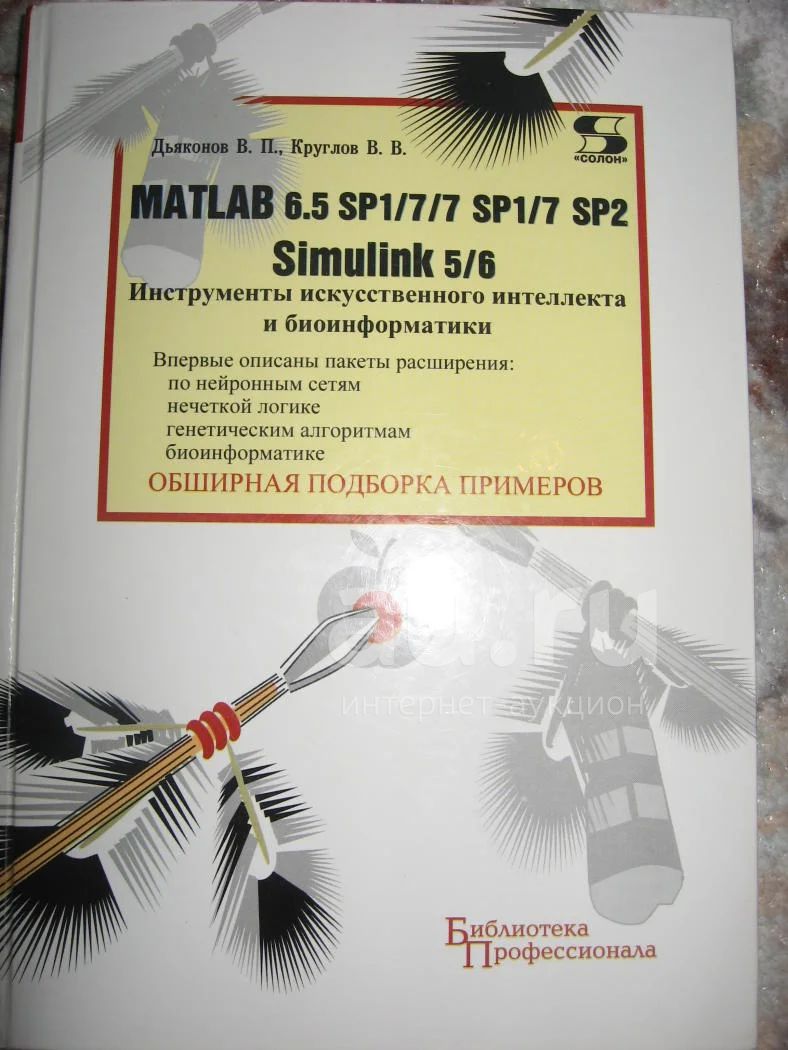 Дьяконов В. П., Круглов В. В.
«СОЛОН»
MATLAB 6.5 SP1/7/7 SP1/7 SP2
Simulink 5/6
Инструменты искусственного интеллекта
и биоинформатики
Впервые описаны пакеты расширения:
по нейронным сетям
нечеткой логике
генетическим алгоритмам
биоинформатике
ОБШИРНАЯ ПОДБОРКА ПРИМЕРОВ
au.ru
интернет-аукцион
Библиотека
Профессионала